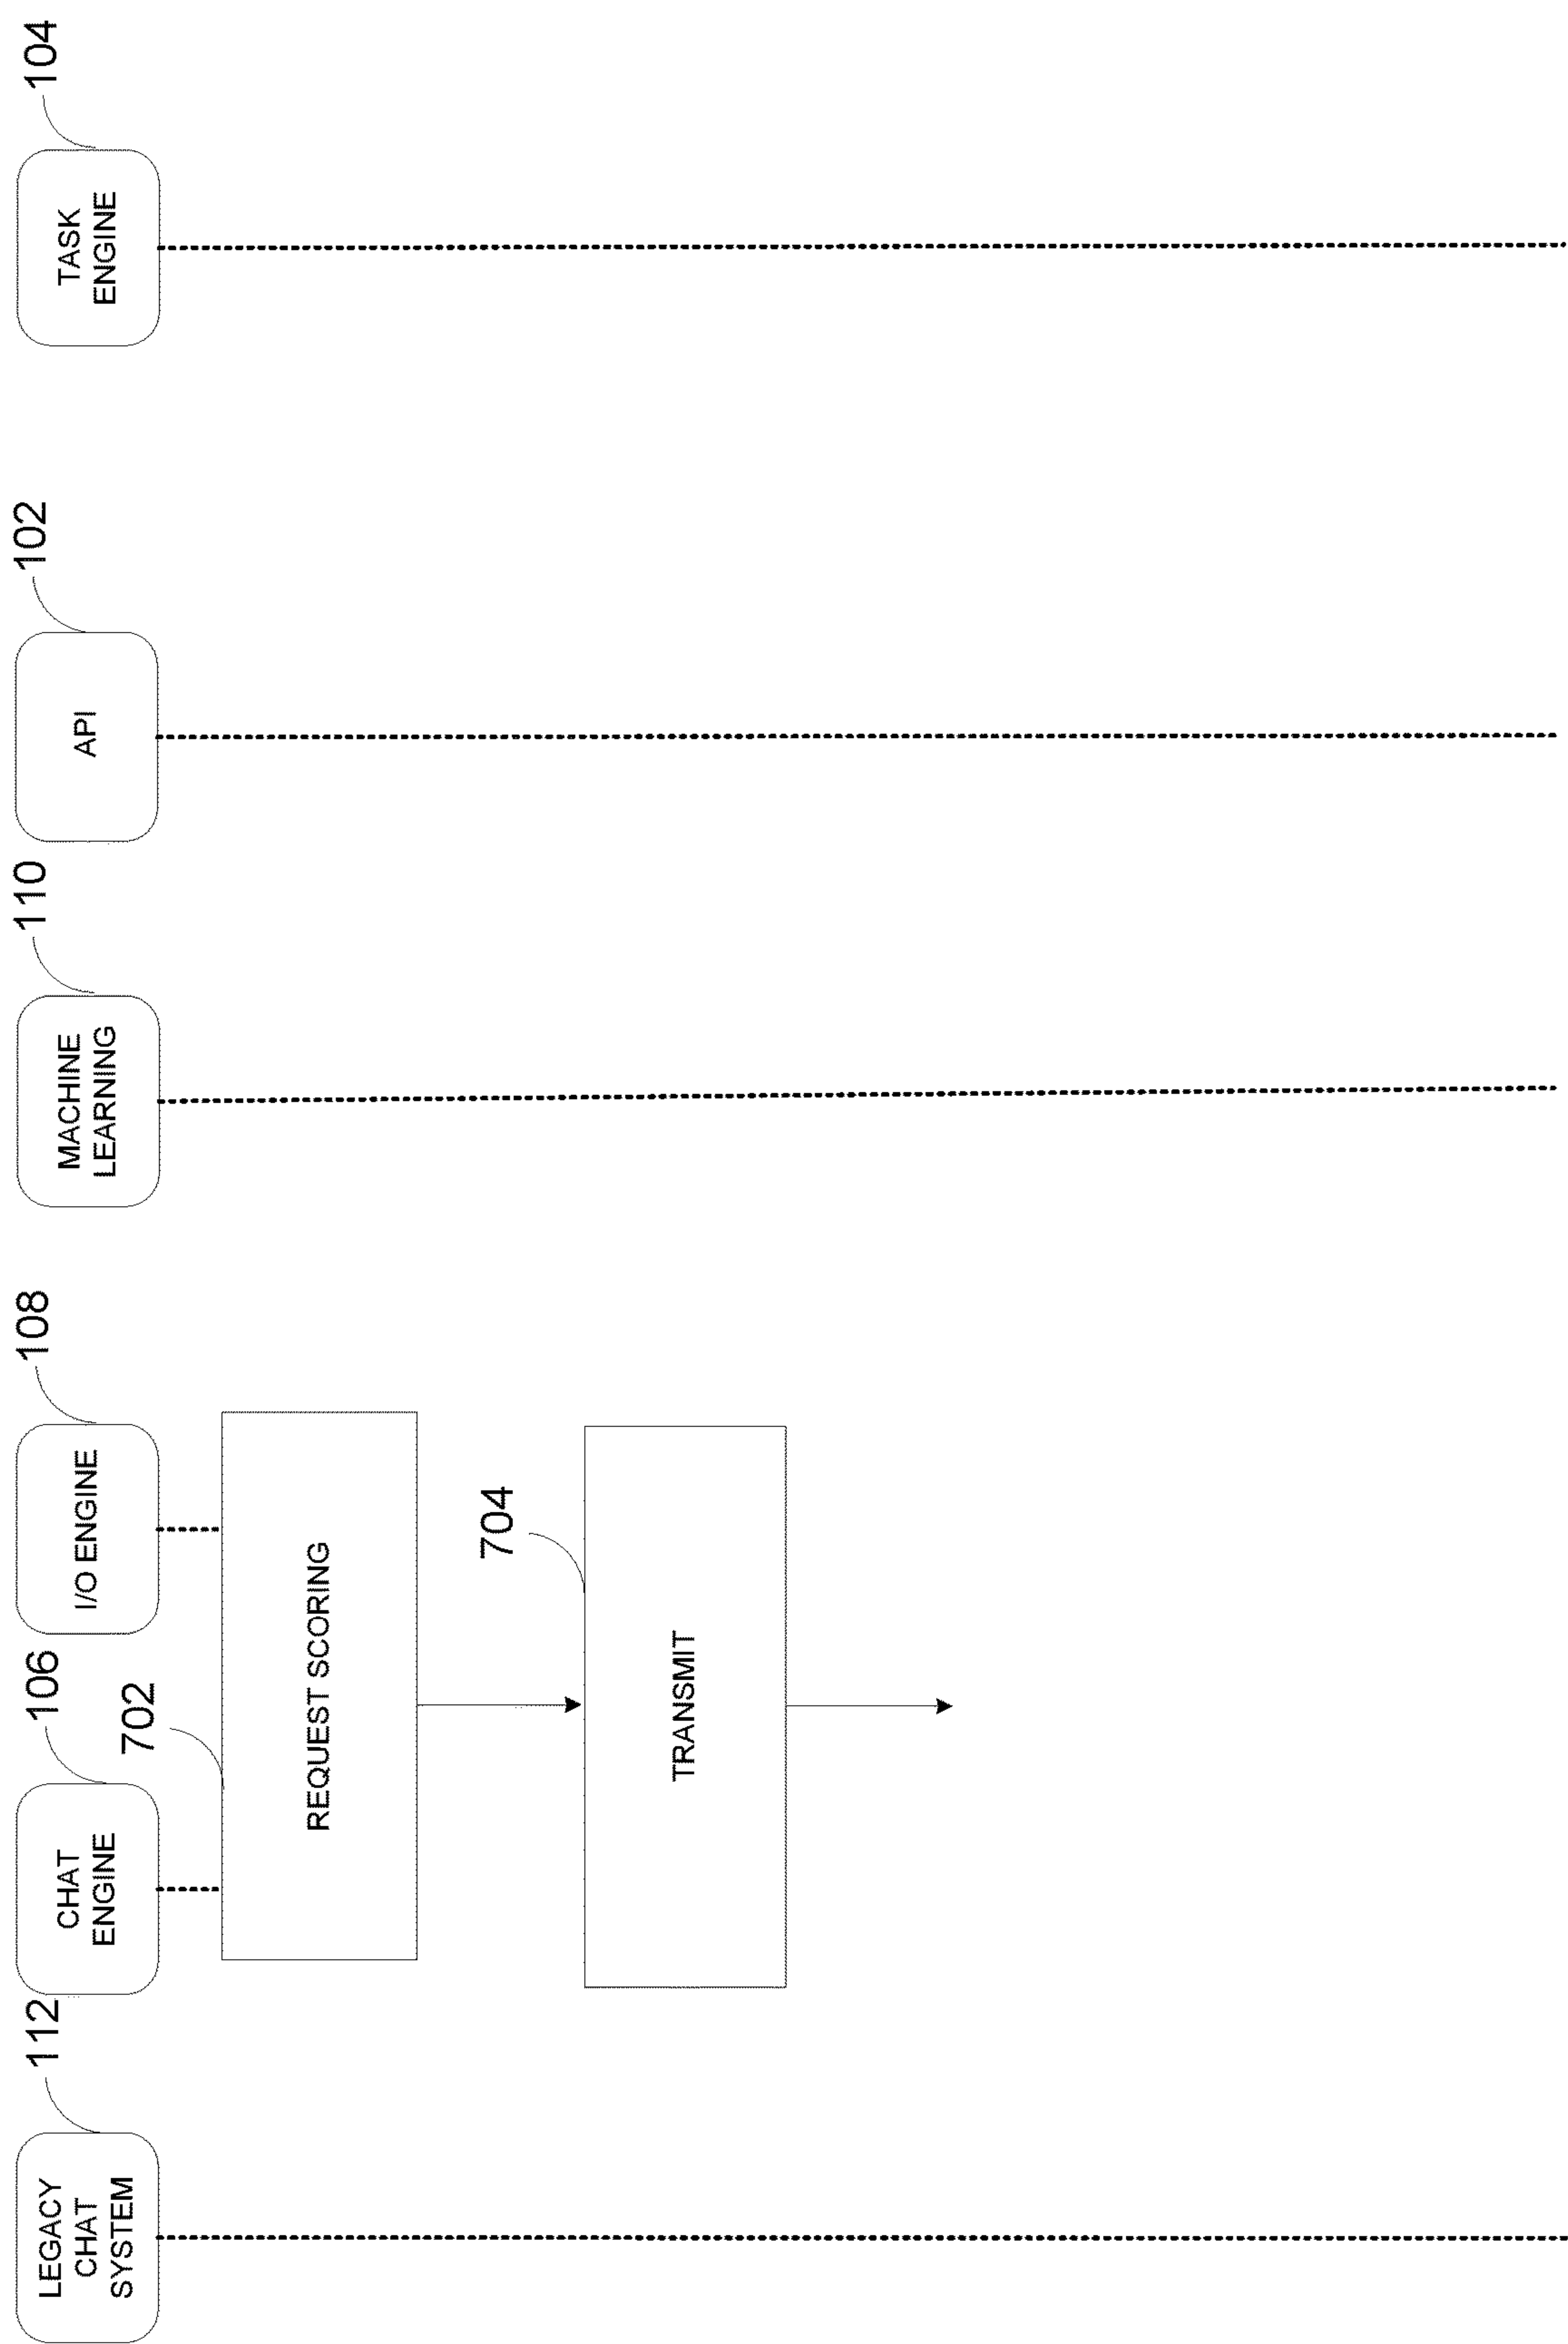 112
LEGACY
CHAT
SYSTEM
106
CHAT
ENGINE
108
I/O ENGINE
110
MACHINE
LEARNING
102
API
104
TASK
ENGINE
702
REQUEST SCORING
704
TRANSMIT